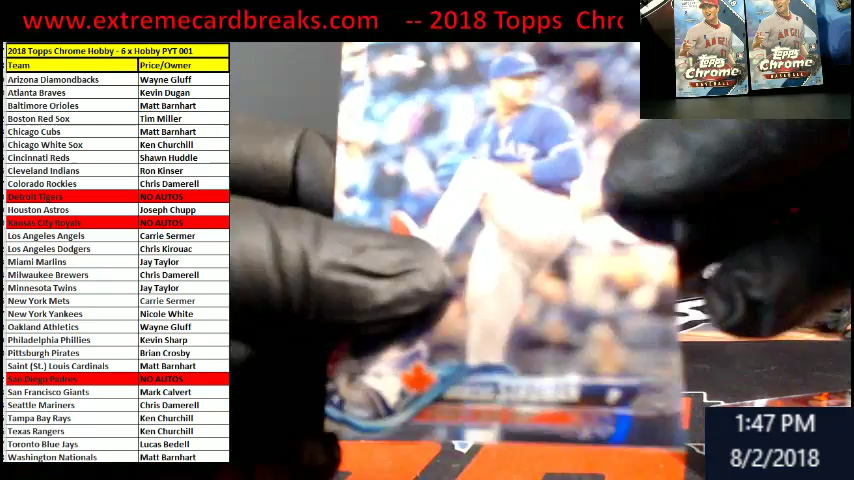 www.extremecardbreaks.com -- 2018 Topps Chro
2018 Topps Chrome Hobby - 6 x Hobby PYT 001
Team Price/Owner
Arizona Diamondbacks Wayne Gluff
Atlanta Braves Kevin Dugan
Baltimore Orioles Matt Barnhart
Boston Red Sox Tim Miller
Chicago Cubs Matt Barnhart
Chicago White Sox Ken Churchill
Cincinnati Reds Shawn Huddle
Cleveland Indians Ron Kinser
Colorado Rockies Chris Damerell
Detroit Tigers NO AUTOS
Houston Astros Joseph Chupp
Kansas City Royals NO AUTOS
Los Angeles Angels Carrie Sermer
Los Angeles Dodgers Chris Kirouac
Miami Marlins Jay Taylor
Milwaukee Brewers Chris Damerell
Minnesota Twins Jay Taylor
New York Mets Carrie Sermer
New York Yankees Nicole White
Oakland Athletics Wayne Gluff
Philadelphia Phillies Kevin Sharp
Pittsburgh Pirates Brian Crosby
Saint (St.) Louis Cardinals Matt Barnhart
San Diego Padres NO AUTOS
San Francisco Giants Mark Calvert
Seattle Mariners Chris Damerell
Tampa Bay Rays Ken Churchill
Texas Rangers Ken Churchill
Toronto Blue Jays Lucas Bedell
Washington Nationals Matt Barnhart
Topps Chrome
BASEBALL
Topps Chrome
BASEBALL
1:47 PM
8/2/2018